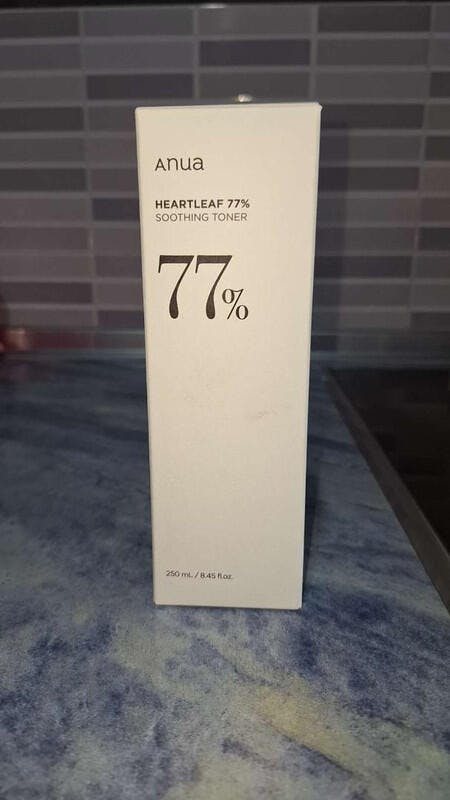 Anua
HEARTLEAF 77%
SOOTHING TONER
77%
250 mL / 8.45 fl.oz.